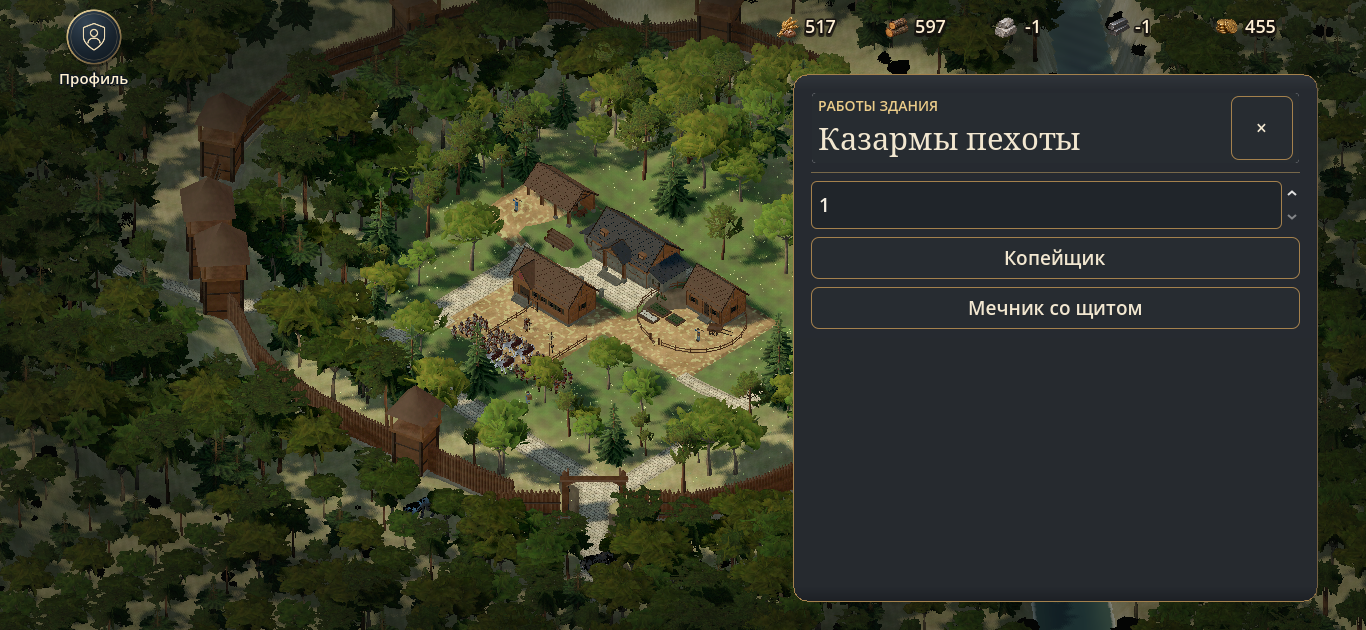 517 597 -1 -1 455
Профиль
РАБОТЫ ЗДАНИЯ
Казармы пехоты
×
1
Копейщик
Мечник со щитом